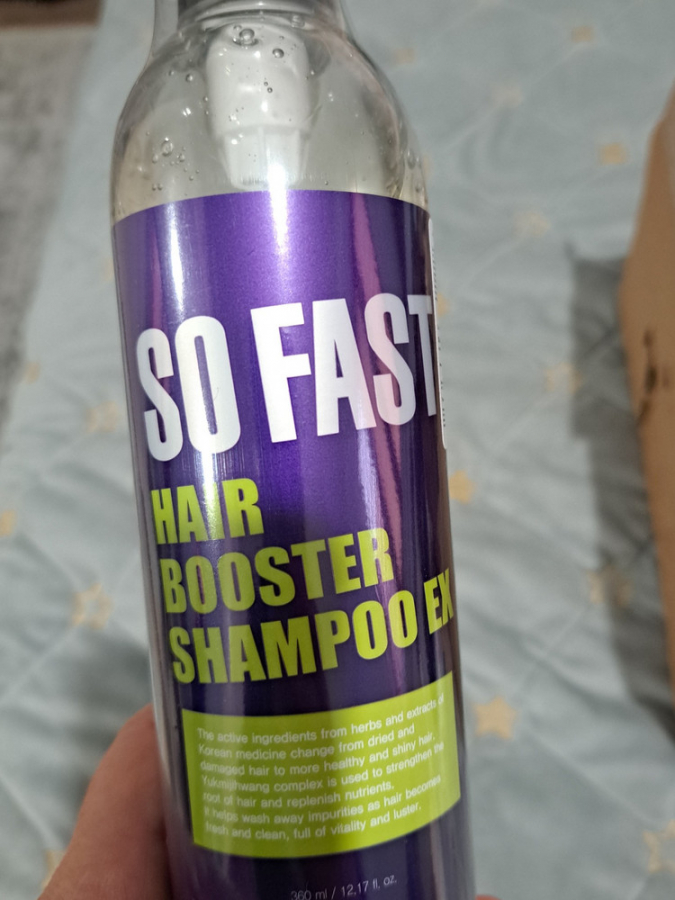 SO FAST
HAIR
BOOSTER
SHAMPOO EX
The active ingredients from herbs and extracts of
Korean medicine change from dried and
damaged hair to more healthy and shiny hair.
Yukmijihwang complex is used to strengthen the
root of hair and replenish nutrients.
It helps wash away impurities as hair becomes
fresh and clean, full of vitality and luster.
360 ml / 12,17 fl. oz.